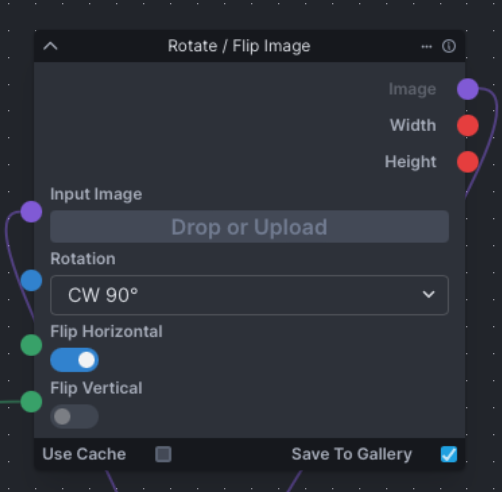 Rotate / Flip Image
Image
Width
Height
Input Image
Drop or Upload
Rotation
CW 90°
Flip Horizontal
Flip Vertical
Use Cache Save To Gallery